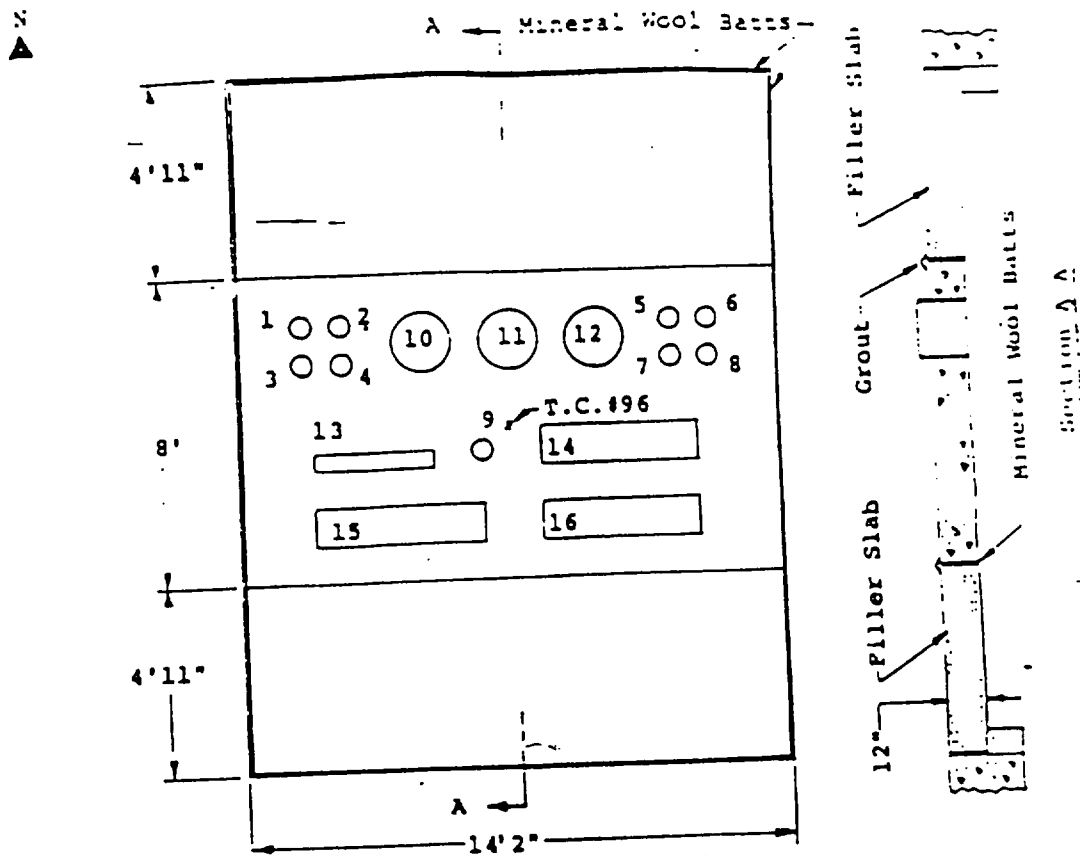 N
A
Mineral Wool Batts
4'11"
1
2
3
4
10
11
12
5
6
7
8
8'
13
9
T.C.#96
14
15
16
4'11"
A
14'2"
Filler Slab
Grout
Mineral Wool Batts
Section A A
Filler Slab
12"